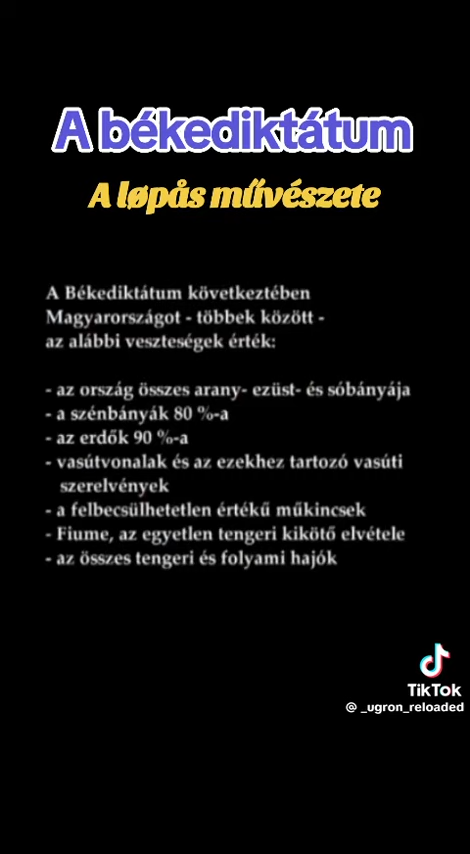 A békediktátum
A løpås művészete
A Békediktátum következtében
Magyarországot - többek között -
az alábbi veszteségek érték:
- az ország összes arany- ezüst- és sóbányája
- a szénbányák 80 %-a
- az erdők 90 %-a
- vasútvonalak és az ezekhez tartozó vasúti
szerelvények
- a felbecsülhetetlen értékű műkincsek
- Fiume, az egyetlen tengeri kikötő elvétele
- az összes tengeri és folyami hajók
TikTok
@ _ugron_reloaded